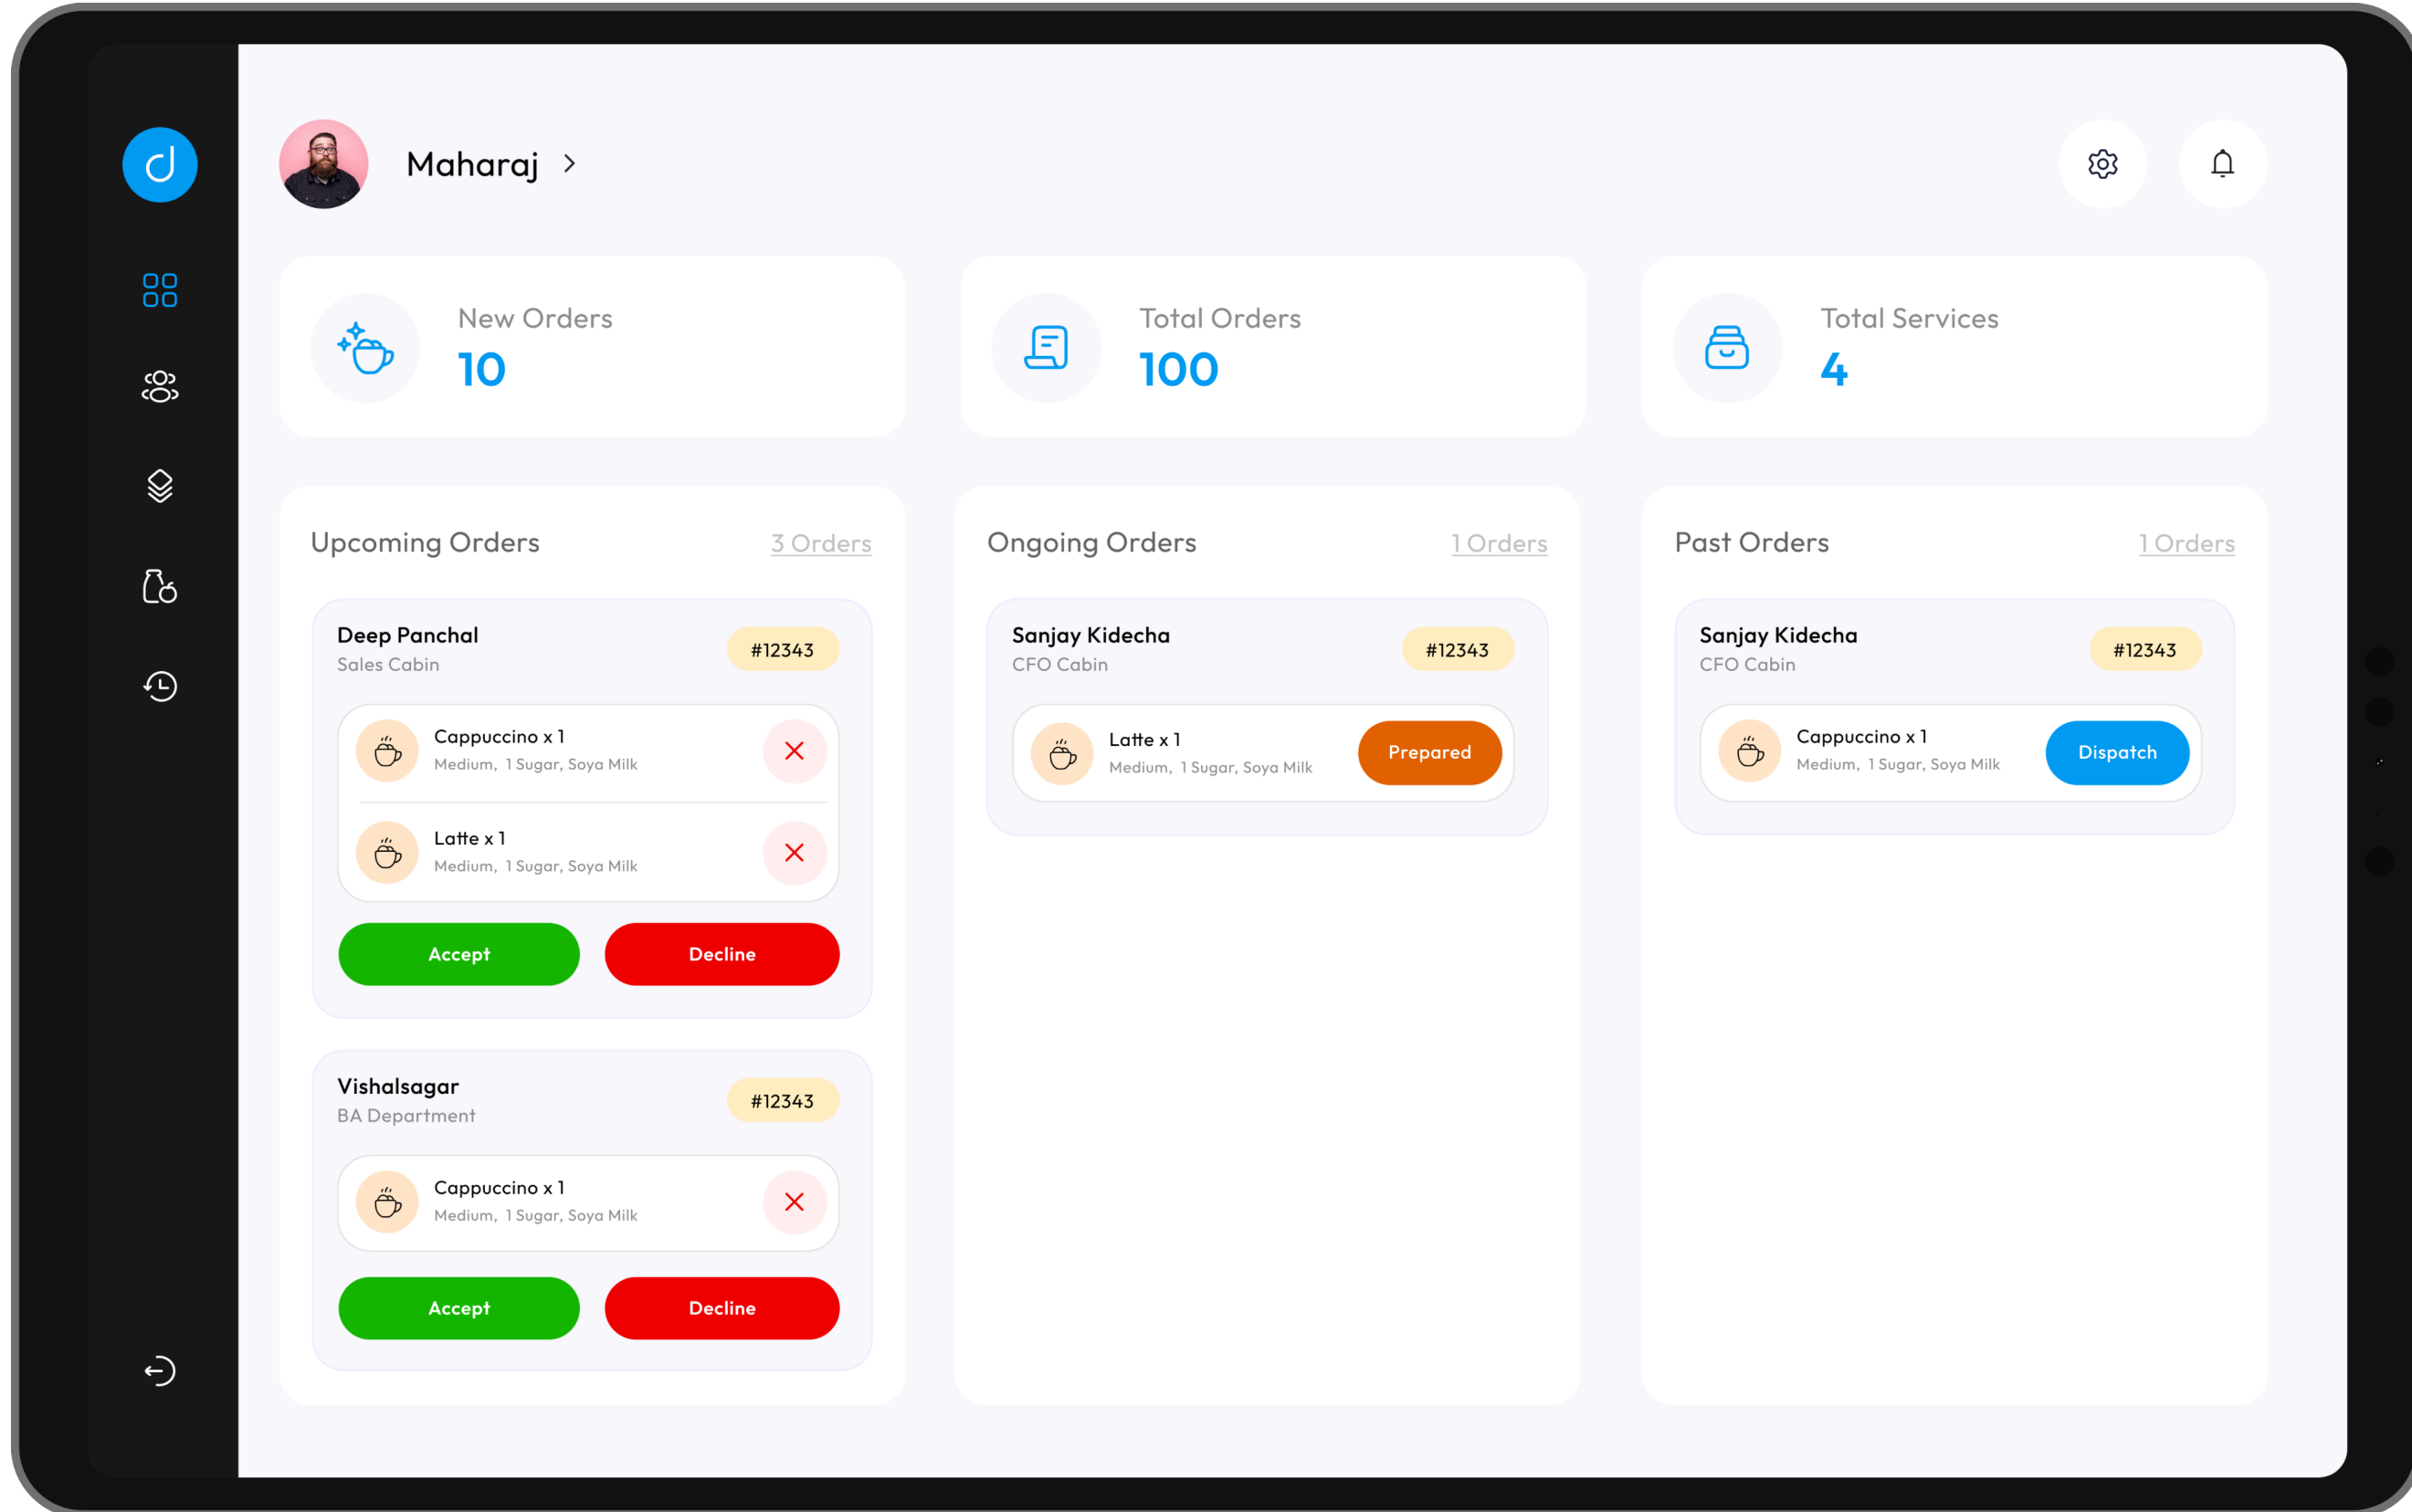 d
Maharaj
New Orders
10
Total Orders
100
Total Services
4
Upcoming Orders
3 Orders
Deep Panchal
Sales Cabin
#12343
Cappuccino x 1
Medium, 1 Sugar, Soya Milk
Latte x 1
Medium, 1 Sugar, Soya Milk
Accept
Decline
Vishalsagar
BA Department
#12343
Cappuccino x 1
Medium, 1 Sugar, Soya Milk
Accept
Decline
Ongoing Orders
1 Orders
Sanjay Kidecha
CFO Cabin
#12343
Latte x 1
Medium, 1 Sugar, Soya Milk
Prepared
Past Orders
1 Orders
Sanjay Kidecha
CFO Cabin
#12343
Cappuccino x 1
Medium, 1 Sugar, Soya Milk
Dispatch